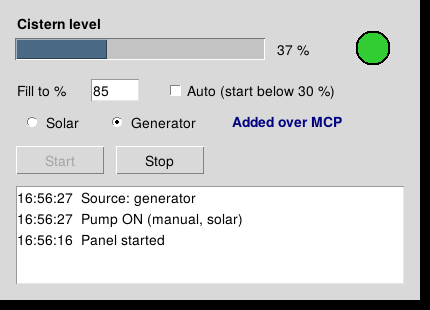 Cistern level
37 %
Fill to % 85 Auto (start below 30 %)
Solar Generator Added over MCP
Start Stop
16:56:27 Source: generator
16:56:27 Pump ON (manual, solar)
16:56:16 Panel started